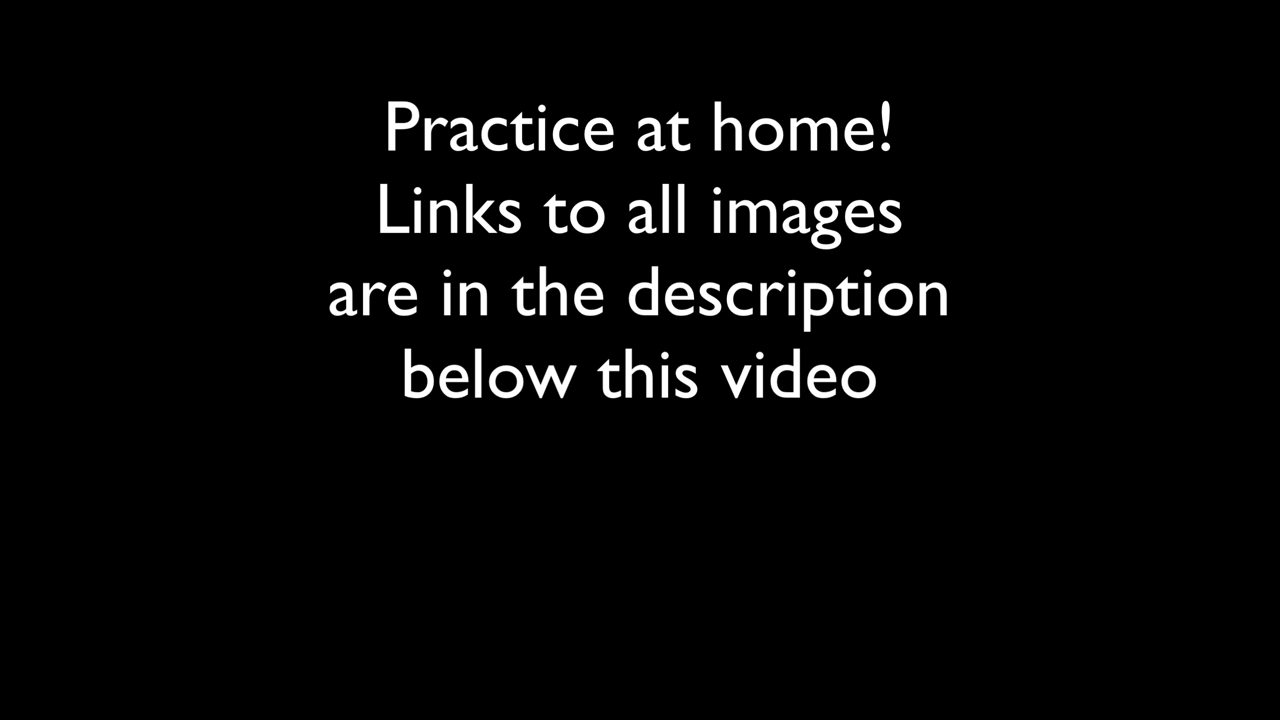 Practice at home!
Links to all images
are in the description
below this video